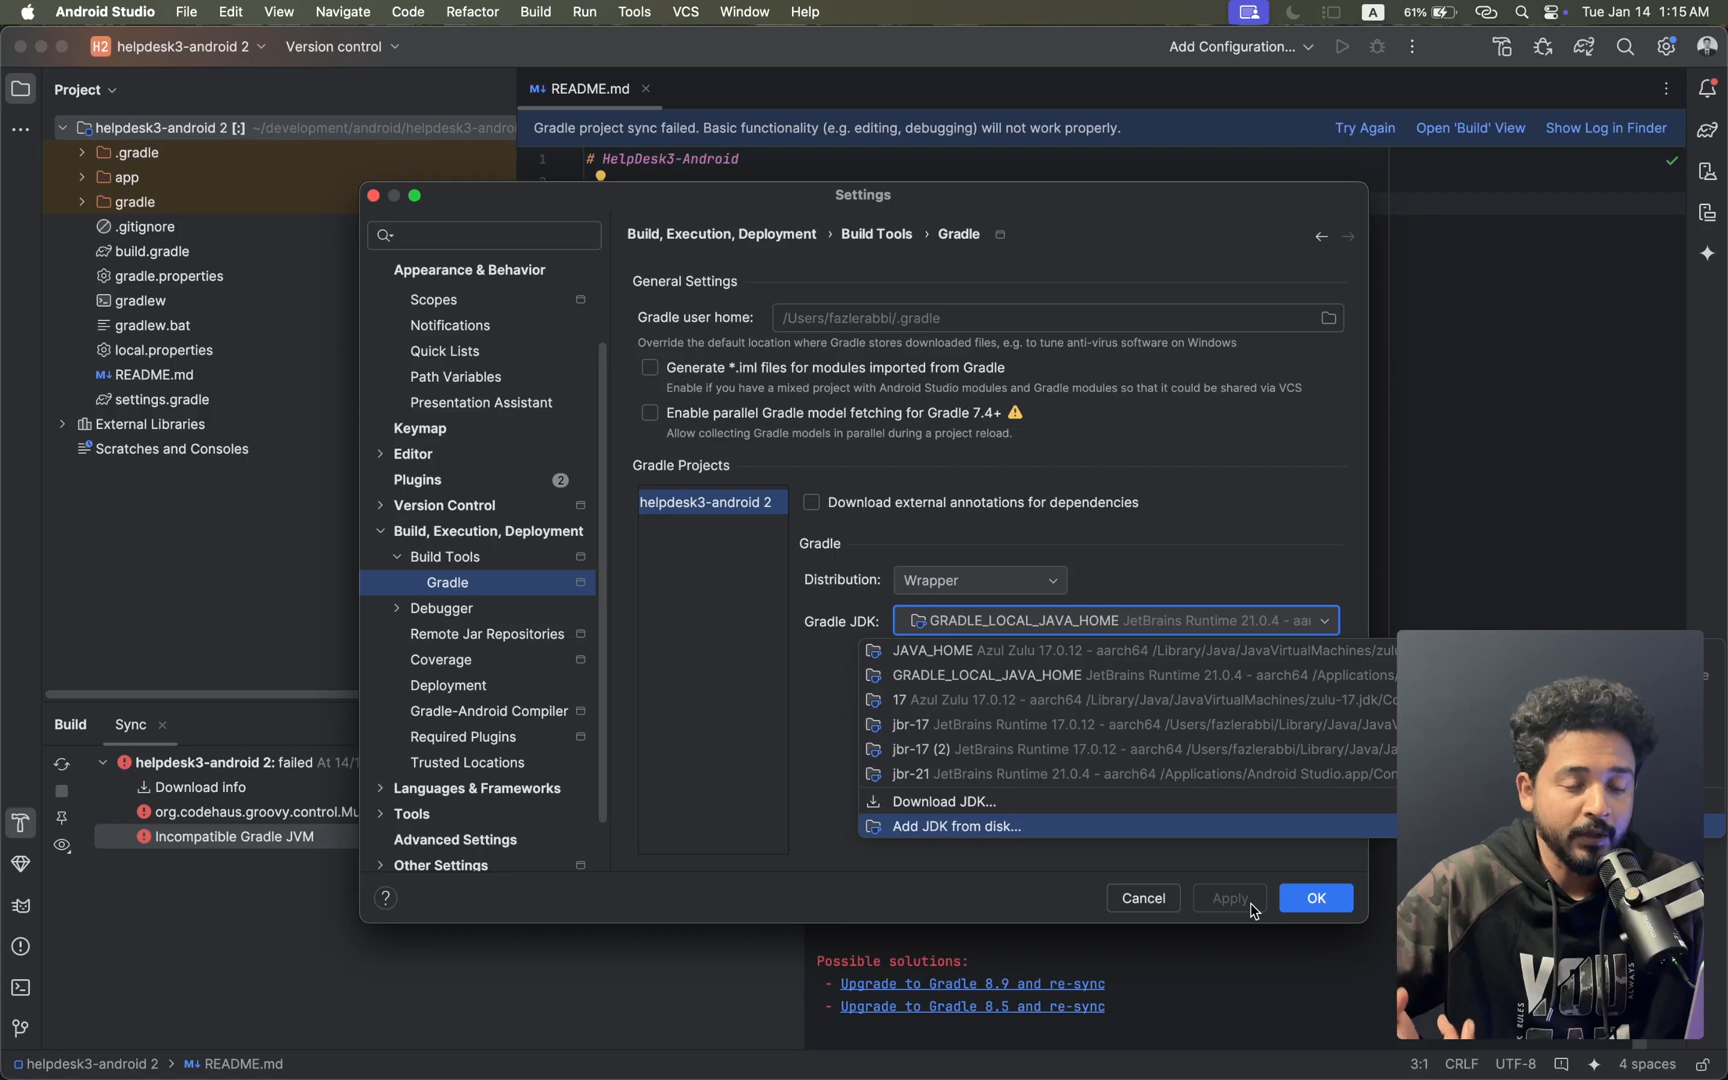 Android Studio File Edit View Navigate Code Refactor Build Run Tools VCS Window Help A 61% Tue Jan 14 1:15 AM
H2 helpdesk3-android 2 Version control Add Configuration...
Project
M↓ README.md ×
helpdesk3-android 2 [:] ~/development/android/helpdesk3-andro
Gradle project sync failed. Basic functionality (e.g. editing, debugging) will not work properly. Try Again Open 'Build' View Show Log in Finder
.gradle
app
gradle
.gitignore
build.gradle
gradle.properties
gradlew
gradlew.bat
local.properties
M↓ README.md
settings.gradle
External Libraries
Scratches and Consoles
1 # HelpDesk3-Android
2
Settings
Appearance & Behavior
Scopes
Notifications
Quick Lists
Path Variables
Presentation Assistant
Keymap
Editor
Plugins 2
Version Control
Build, Execution, Deployment
Build Tools
Gradle
Debugger
Remote Jar Repositories
Coverage
Deployment
Gradle-Android Compiler
Required Plugins
Trusted Locations
Languages & Frameworks
Tools
Advanced Settings
Other Settings
Build, Execution, Deployment › Build Tools › Gradle
General Settings
Gradle user home: /Users/fazlerabbi/.gradle
Override the default location where Gradle stores downloaded files, e.g. to tune anti-virus software on Windows
Generate *.iml files for modules imported from Gradle
Enable if you have a mixed project with Android Studio modules and Gradle modules so that it could be shared via VCS
Enable parallel Gradle model fetching for Gradle 7.4+
Allow collecting Gradle models in parallel during a project reload.
Gradle Projects
helpdesk3-android 2
Download external annotations for dependencies
Gradle
Distribution: Wrapper
Gradle JDK: GRADLE_LOCAL_JAVA_HOME JetBrains Runtime 21.0.4 - aar
JAVA_HOME Azul Zulu 17.0.12 - aarch64 /Library/Java/JavaVirtualMachines/zulu
GRADLE_LOCAL_JAVA_HOME JetBrains Runtime 21.0.4 - aarch64 /Applications/
17 Azul Zulu 17.0.12 - aarch64 /Library/Java/JavaVirtualMachines/zulu-17.jdk/Co
jbr-17 JetBrains Runtime 17.0.12 - aarch64 /Users/fazlerabbi/Library/Java/JavaV
jbr-17 (2) JetBrains Runtime 17.0.12 - aarch64 /Users/fazlerabbi/Library/Java/Ja
jbr-21 JetBrains Runtime 21.0.4 - aarch64 /Applications/Android Studio.app/Con
Download JDK...
Add JDK from disk...
? Cancel Apply OK
Build Sync ×
helpdesk3-android 2: failed At 14/1
Download info
org.codehaus.groovy.control.Mu
Incompatible Gradle JVM
Possible solutions:
- Upgrade to Gradle 8.9 and re-sync
- Upgrade to Gradle 8.5 and re-sync
YOU
ALWAYS
RULES
helpdesk3-android 2 › M↓ README.md 3:1 CRLF UTF-8 4 spaces